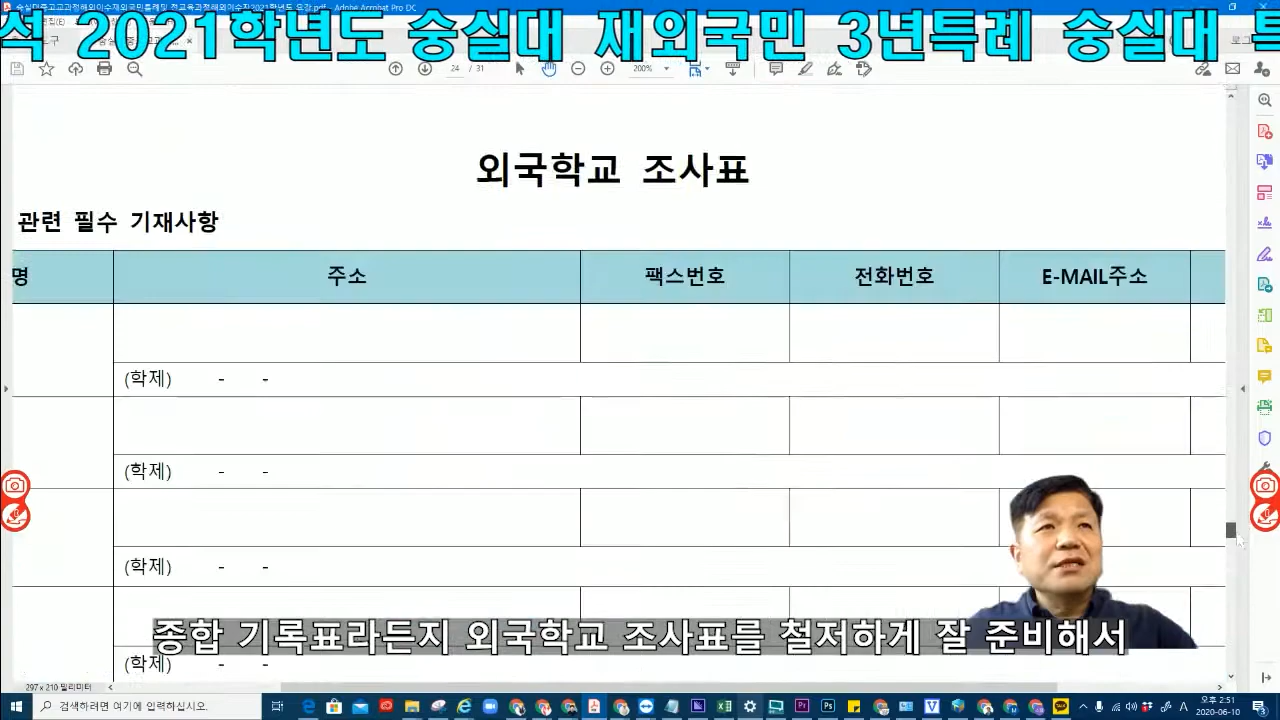 석 2021학년도 숭실대 재외국민 3년특례 숭실대 특
24 / 31
200%
외국학교 조사표
관련 필수 기재사항
명 주소 팩스번호 전화번호 E-MAIL주소
(학제) - -
(학제) - -
(학제) - -
(학제) - -
종합 기록표라든지 외국학교 조사표를 철저하게 잘 준비해서
297 x 210 밀리미터
검색하려면 여기에 입력하십시오.
오후 2:51
2020-06-10